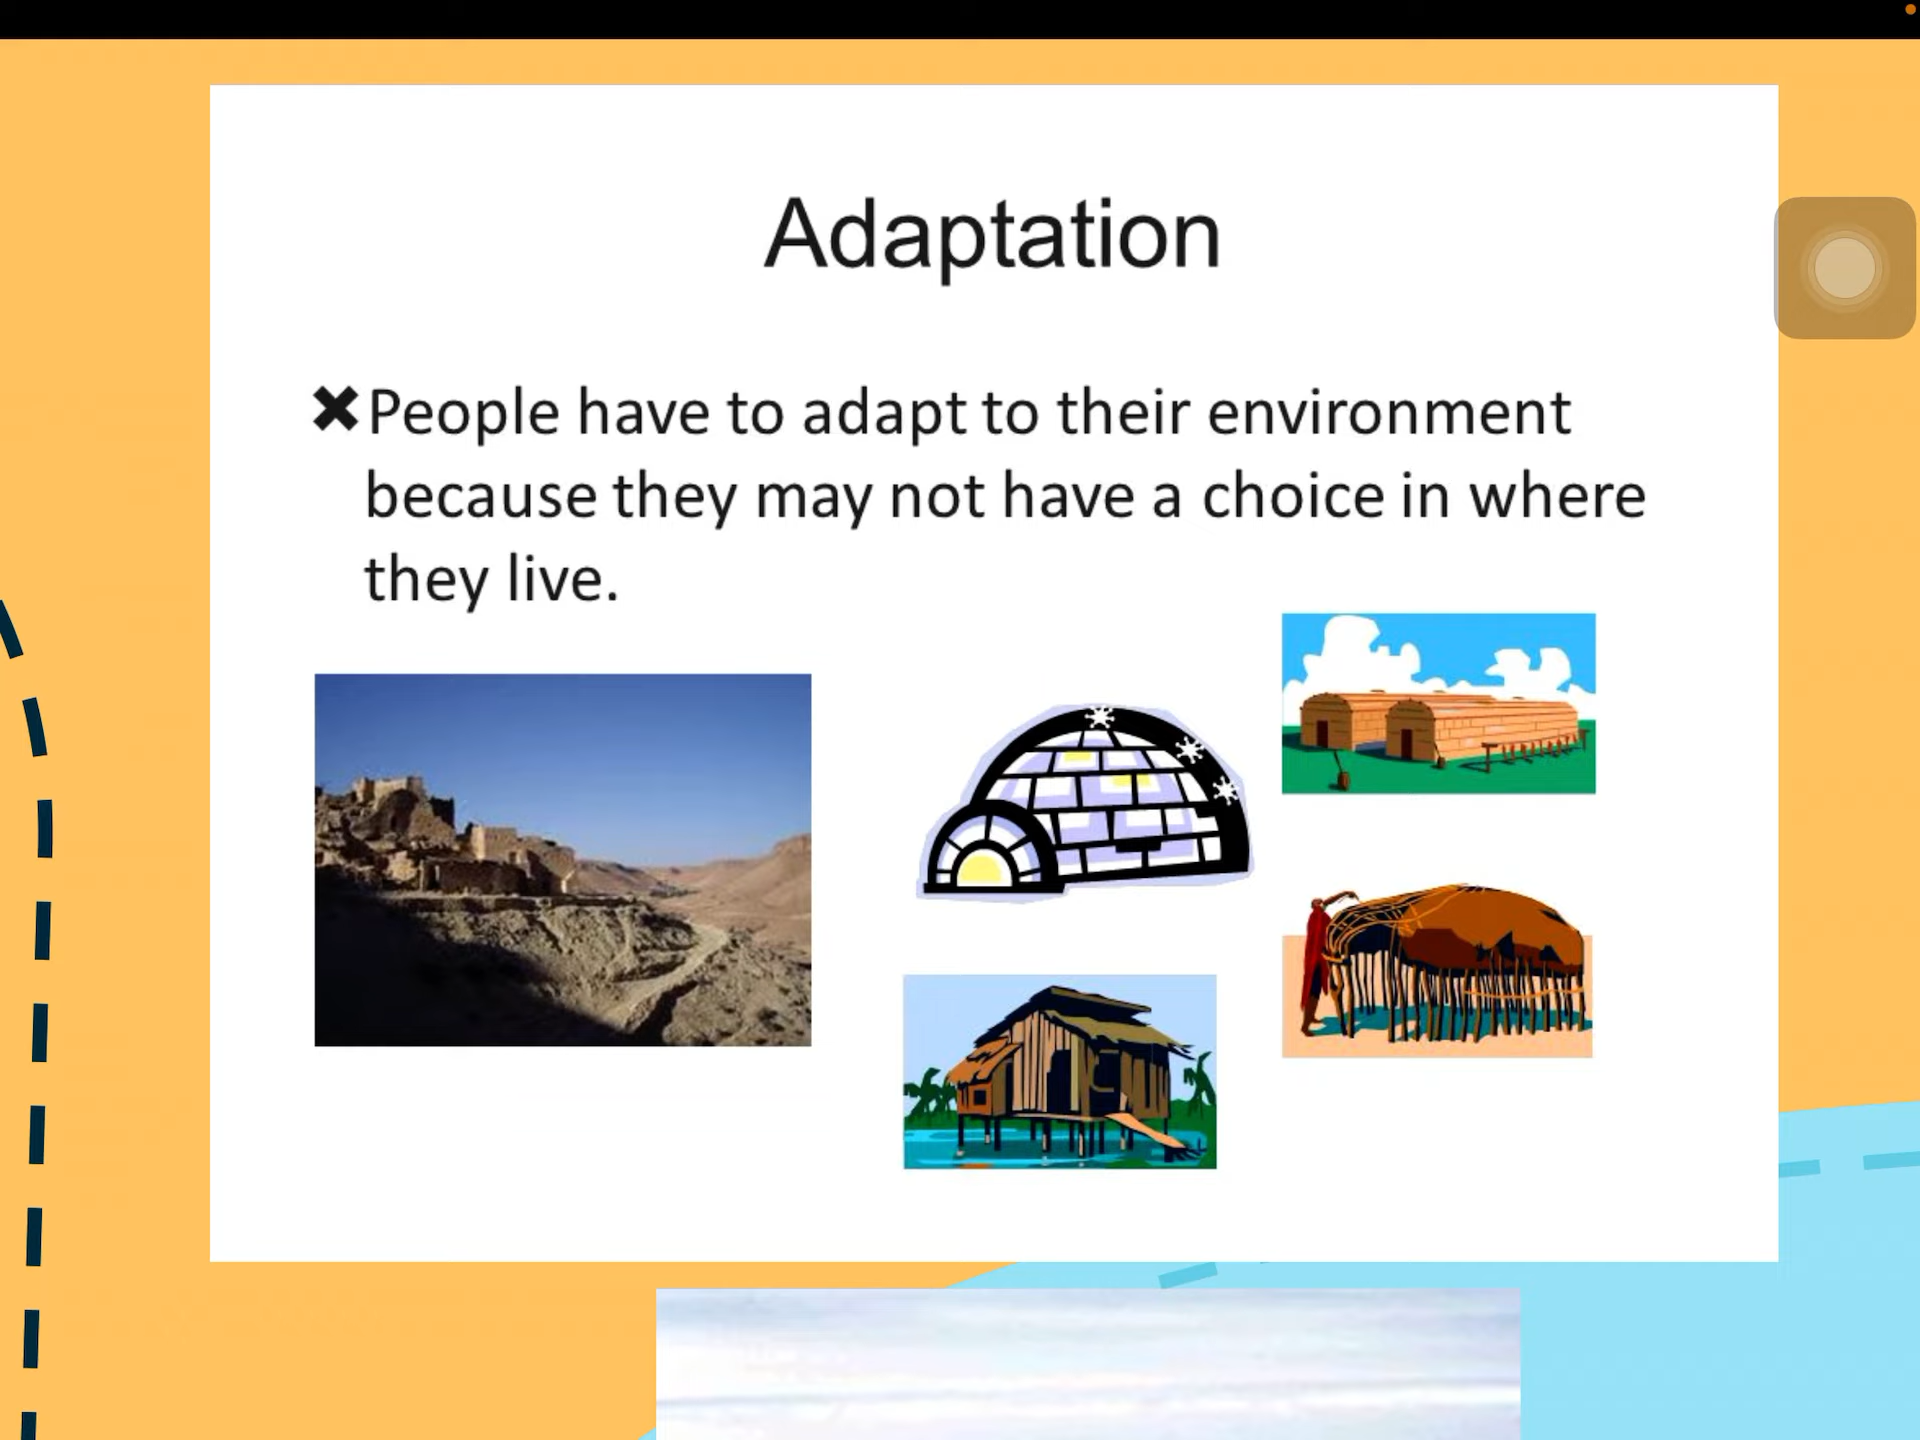 Adaptation
✖People have to adapt to their environment
because they may not have a choice in where
they live.